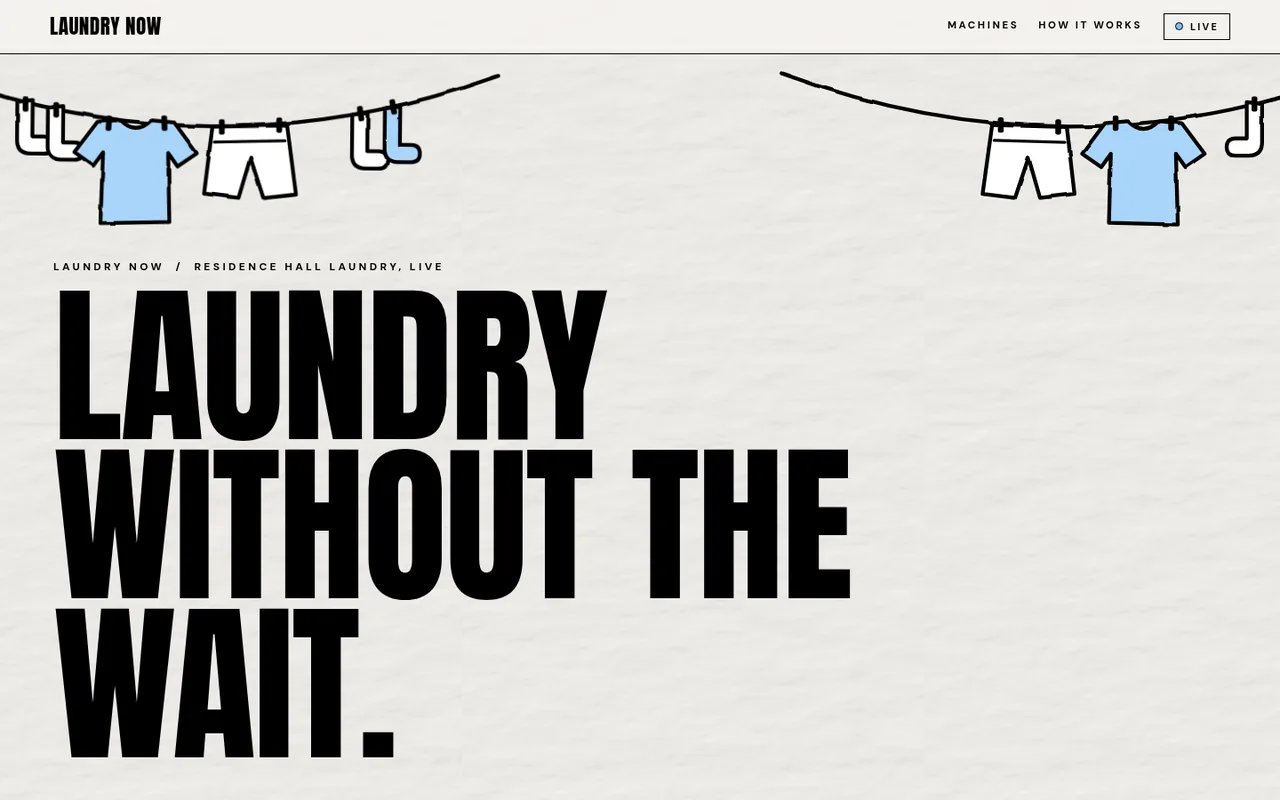 LAUNDRY NOW
MACHINES HOW IT WORKS LIVE
LAUNDRY NOW / RESIDENCE HALL LAUNDRY, LIVE
LAUNDRY
WITHOUT THE
WAIT.